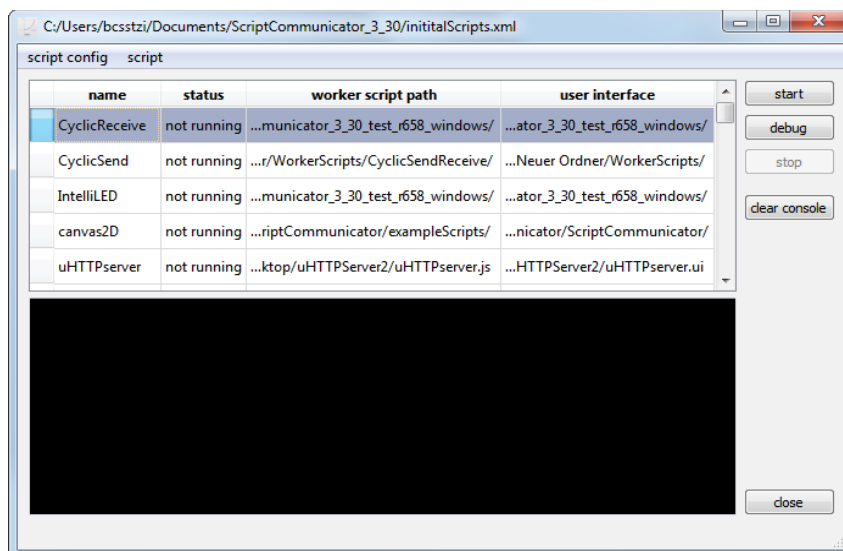 C:/Users/bcsstzi/Documents/ScriptCommunicator_3_30/inititalScripts.xml
script config script
name status worker script path user interface
CyclicReceive not running ...municator_3_30_test_r658_windows/ ...ator_3_30_test_r658_windows/
CyclicSend not running ...r/WorkerScripts/CyclicSendReceive/ ...Neuer Ordner/WorkerScripts/
IntelliLED not running ...municator_3_30_test_r658_windows/ ...ator_3_30_test_r658_windows/
canvas2D not running ...riptCommunicator/exampleScripts/ ...nicator/ScriptCommunicator/
uHTTPserver not running ...ktop/uHTTPServer2/uHTTPserver.js ...HTTPServer2/uHTTPserver.ui
start
debug
stop
clear console
close